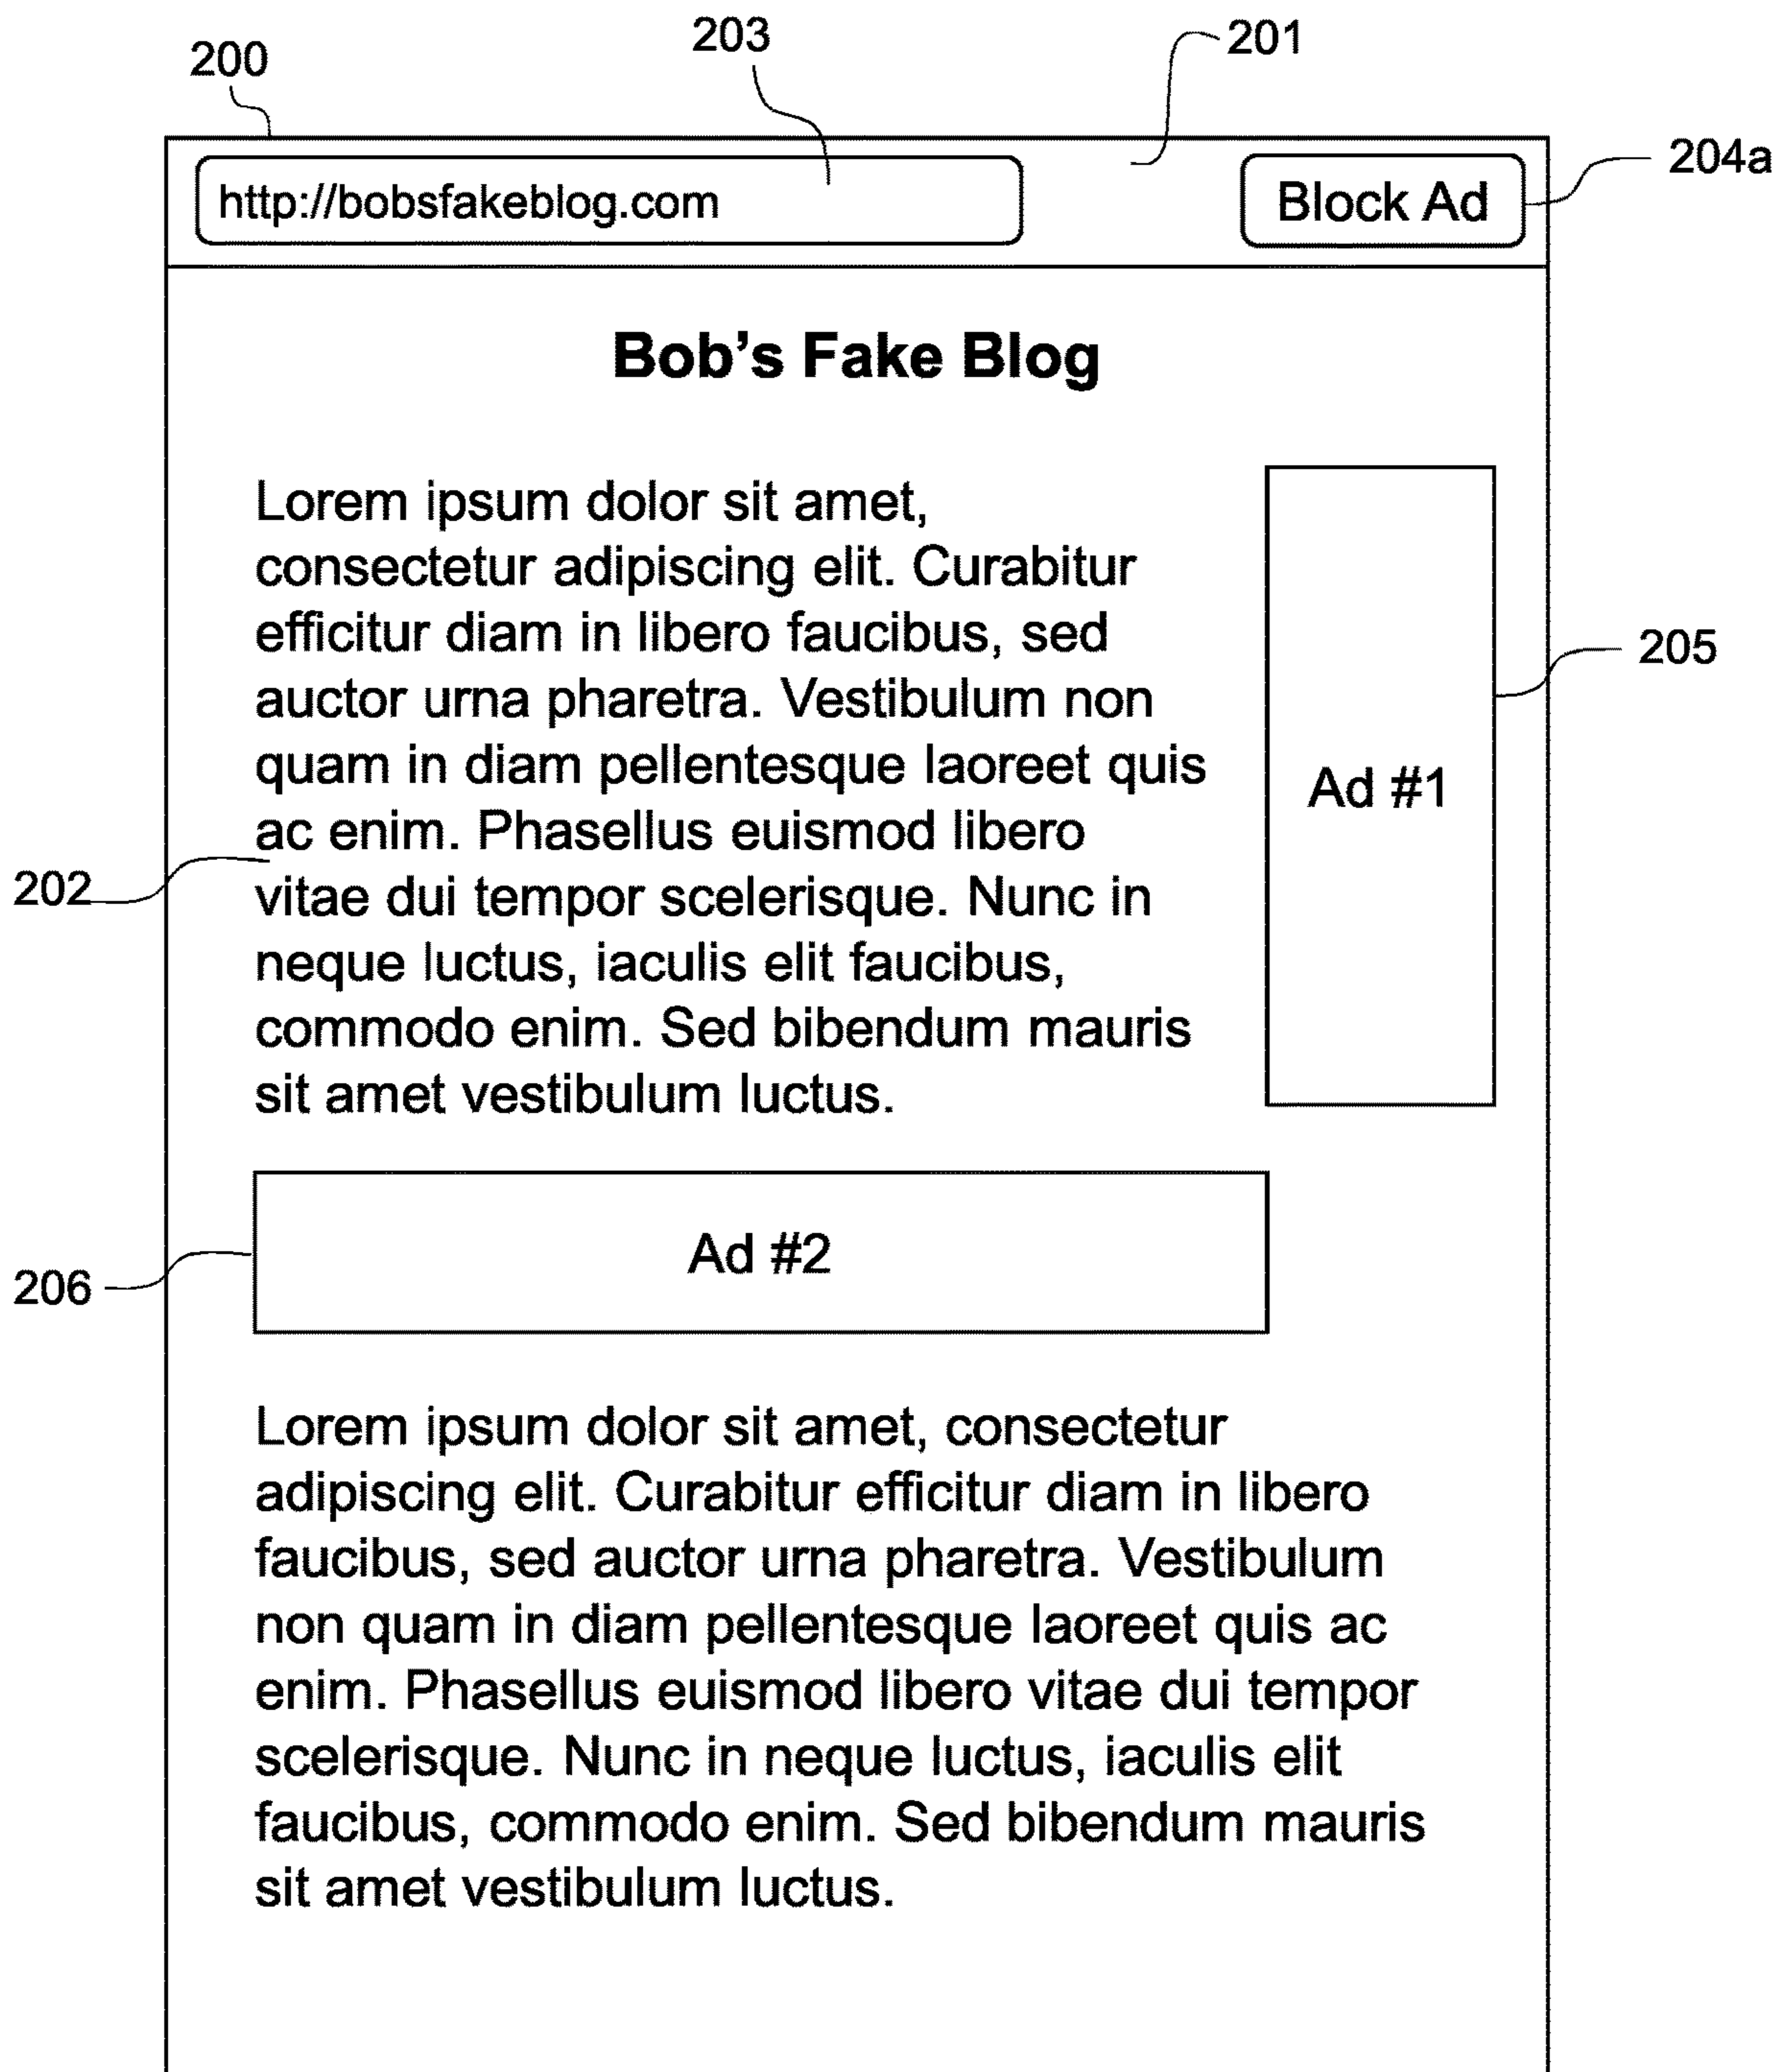 200
203
201
204a
http://bobsfakeblog.com
Block Ad
Bob’s Fake Blog
Lorem ipsum dolor sit amet,
consectetur adipiscing elit. Curabitur
efficitur diam in libero faucibus, sed
auctor urna pharetra. Vestibulum non
quam in diam pellentesque laoreet quis
ac enim. Phasellus euismod libero
vitae dui tempor scelerisque. Nunc in
neque luctus, iaculis elit faucibus,
commodo enim. Sed bibendum mauris
sit amet vestibulum luctus.
205
Ad #1
202
Ad #2
206
Lorem ipsum dolor sit amet, consectetur
adipiscing elit. Curabitur efficitur diam in libero
faucibus, sed auctor urna pharetra. Vestibulum
non quam in diam pellentesque laoreet quis ac
enim. Phasellus euismod libero vitae dui tempor
scelerisque. Nunc in neque luctus, iaculis elit
faucibus, commodo enim. Sed bibendum mauris
sit amet vestibulum luctus.